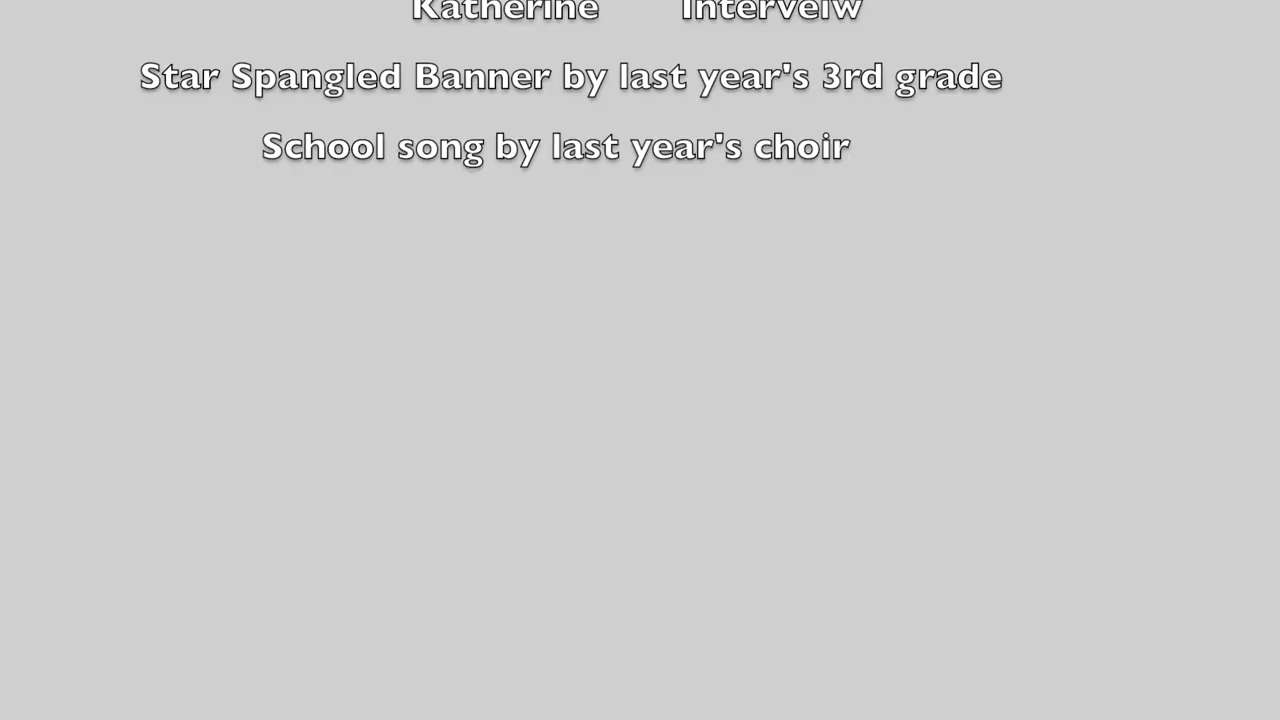 Katherine Interveiw
Star Spangled Banner by last year's 3rd grade
School song by last year's choir